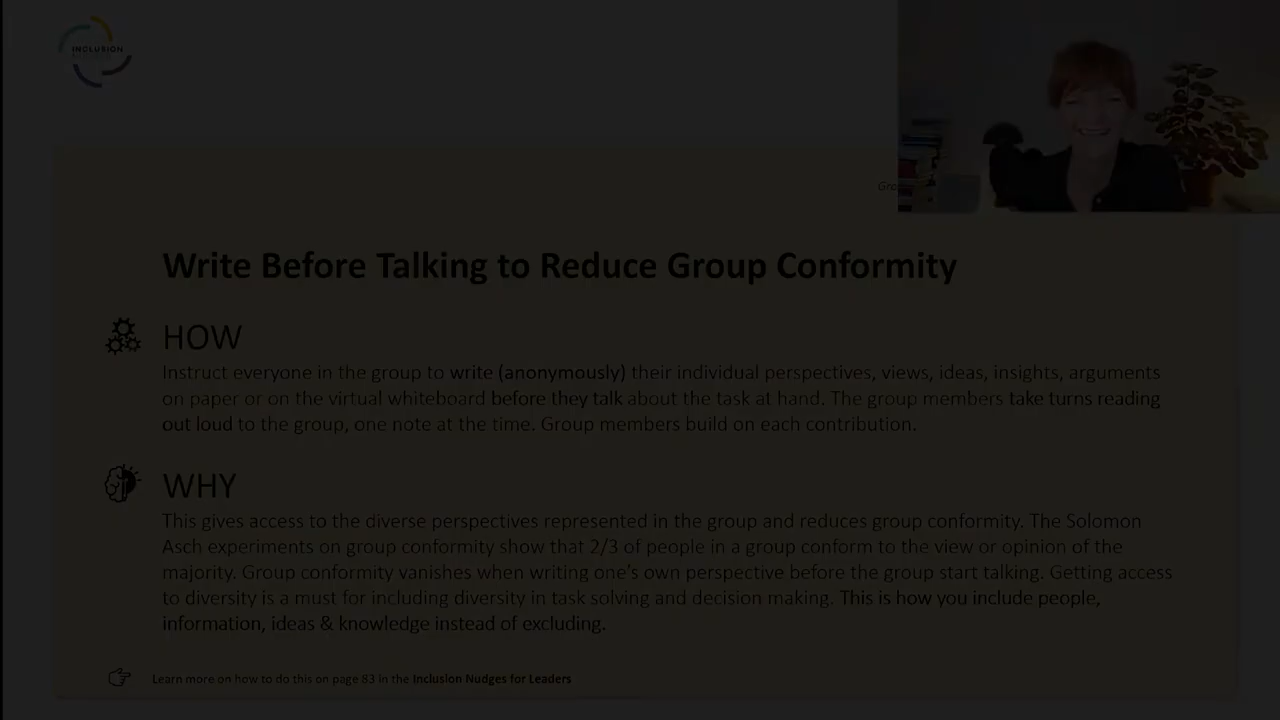 INCLUSION
Write Before Talking to Reduce Group Conformity
HOW
Instruct everyone in the group to write (anonymously) their individual perspectives, views, ideas, insights, arguments
on paper or on the virtual whiteboard before they talk about the task at hand. The group members take turns reading
out loud to the group, one note at the time. Group members build on each contribution.
WHY
This gives access to the diverse perspectives represented in the group and reduces group conformity. The Solomon
Asch experiments on group conformity show that 2/3 of people in a group conform to the view or opinion of the
majority. Group conformity vanishes when writing one's own perspective before the group start talking. Getting access
to diversity is a must for including diversity in task solving and decision making. This is how you include people,
information, ideas & knowledge instead of excluding.
Learn more on how to do this on page 83 in the Inclusion Nudges for Leaders